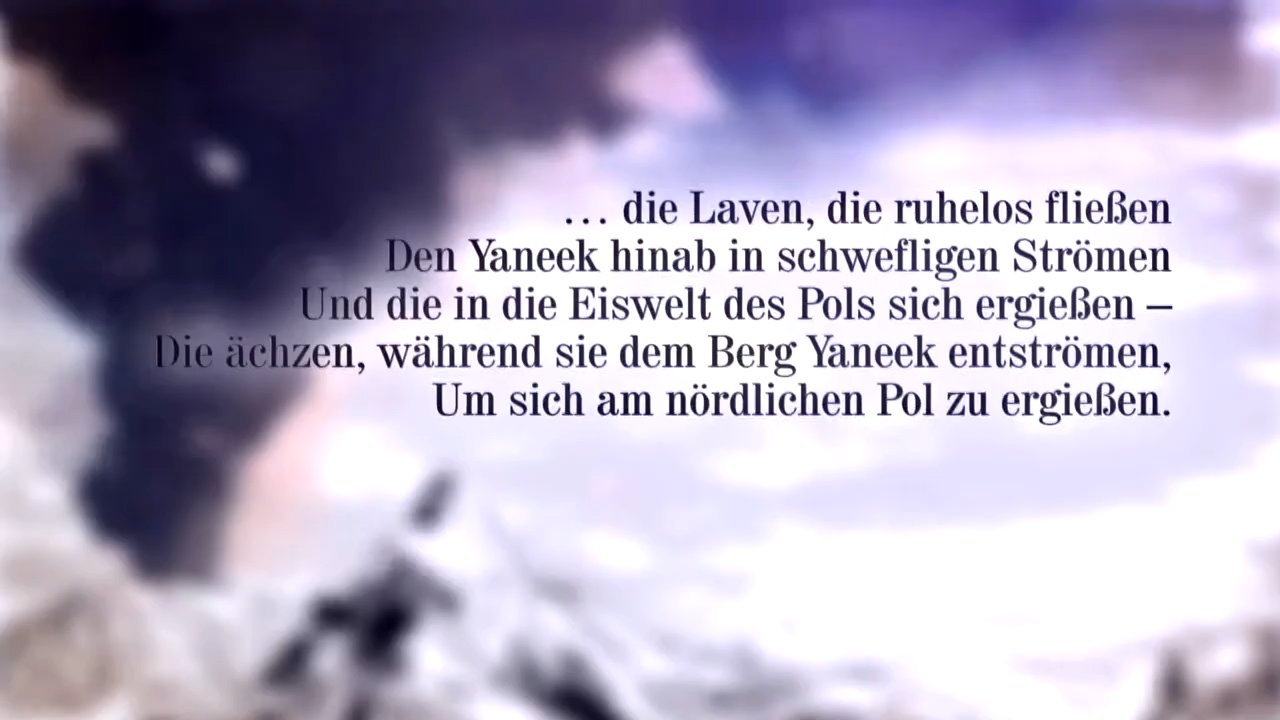 … die Laven, die ruhelos fließen
Den Yaneek hinab in schwefligen Strömen
Und die in die Eiswelt des Pols sich ergießen –
Die ächzen, während sie dem Berg Yaneek entströmen,
Um sich am nördlichen Pol zu ergießen.